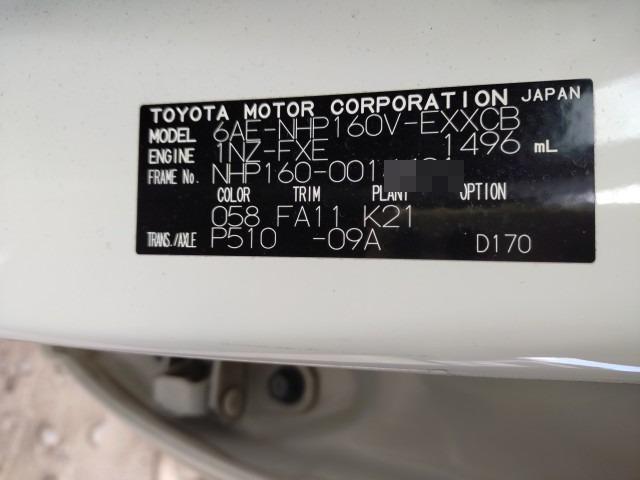 TOYOTA MOTOR CORPORATION JAPAN
MODEL 6AE-NHP160V-EXXCB
ENGINE 1NZ-FXE 1496 mL
FRAME No. NHP160-001
COLOR TRIM PLANT OPTION
058 FA11 K21
TRANS./AXLE P510 -09A D170